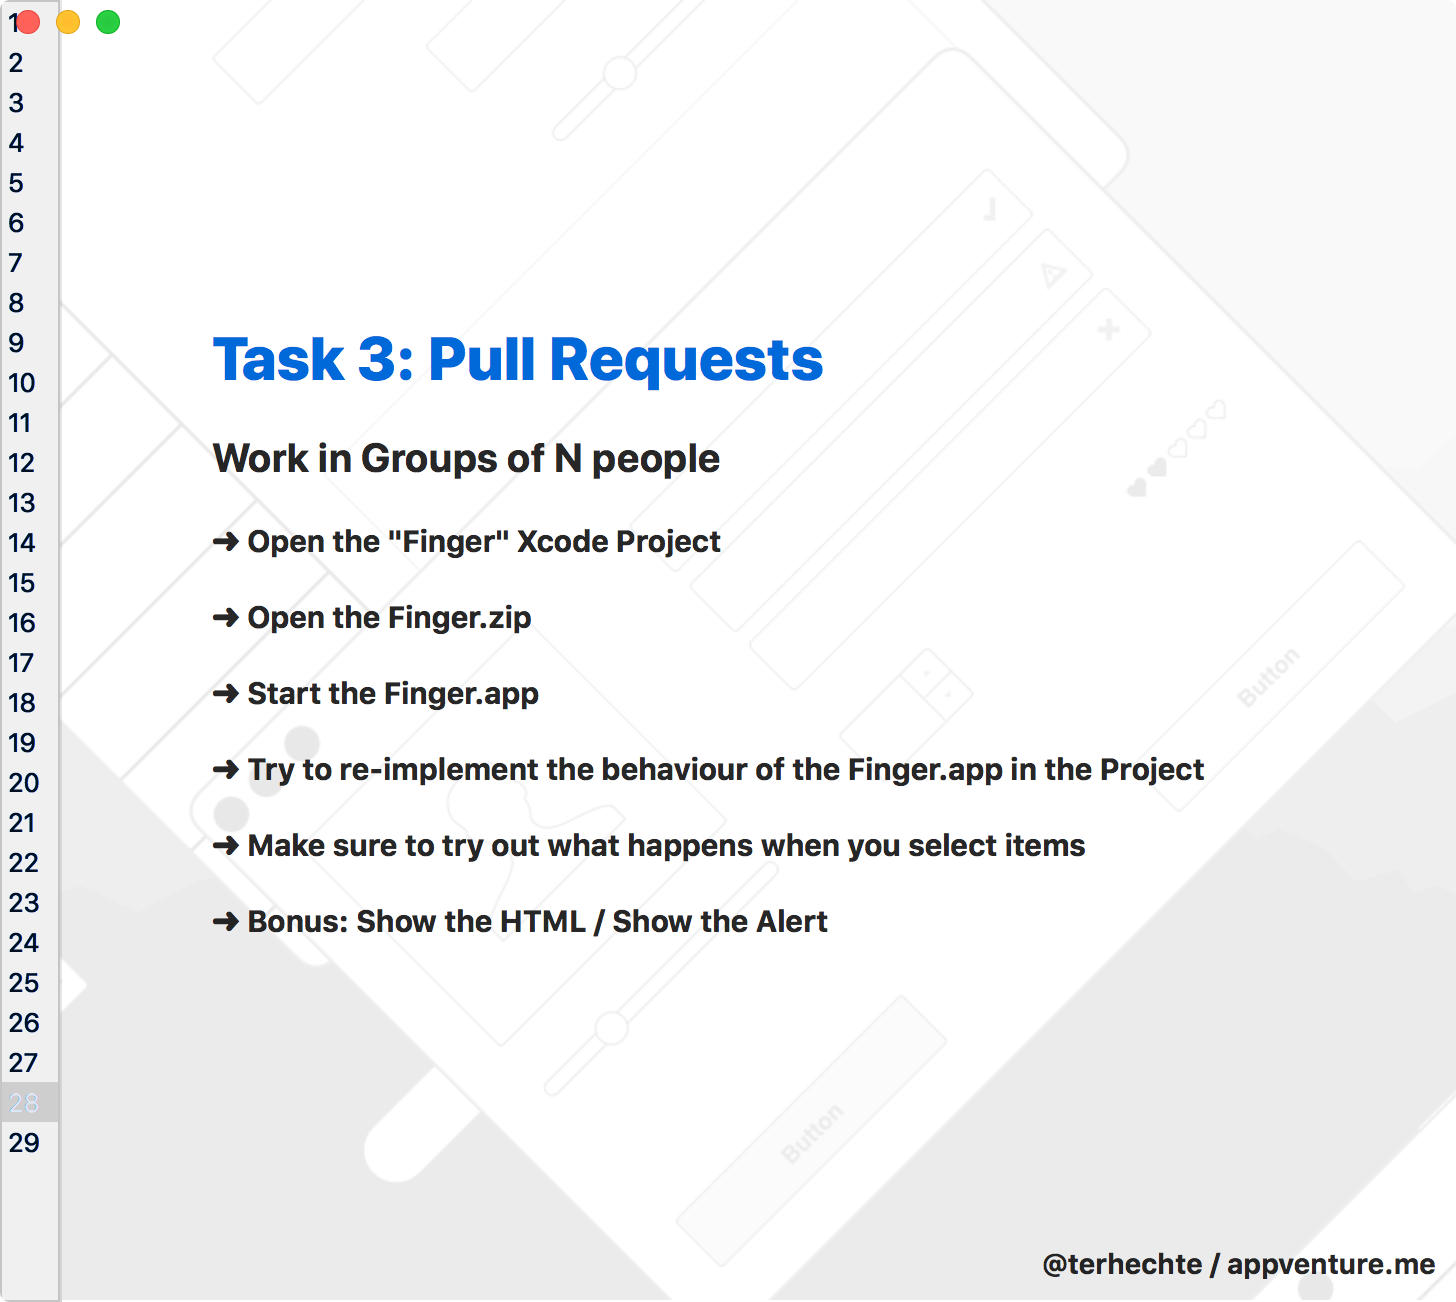 1
2
3
4
5
6
7
8
9
10
11
12
13
14
15
16
17
18
19
20
21
22
23
24
25
26
27
28
29
Task 3: Pull Requests
Work in Groups of N people
➜ Open the "Finger" Xcode Project
➜ Open the Finger.zip
➜ Start the Finger.app
➜ Try to re-implement the behaviour of the Finger.app in the Project
➜ Make sure to try out what happens when you select items
➜ Bonus: Show the HTML / Show the Alert
Button
Button
@terhechte / appventure.me